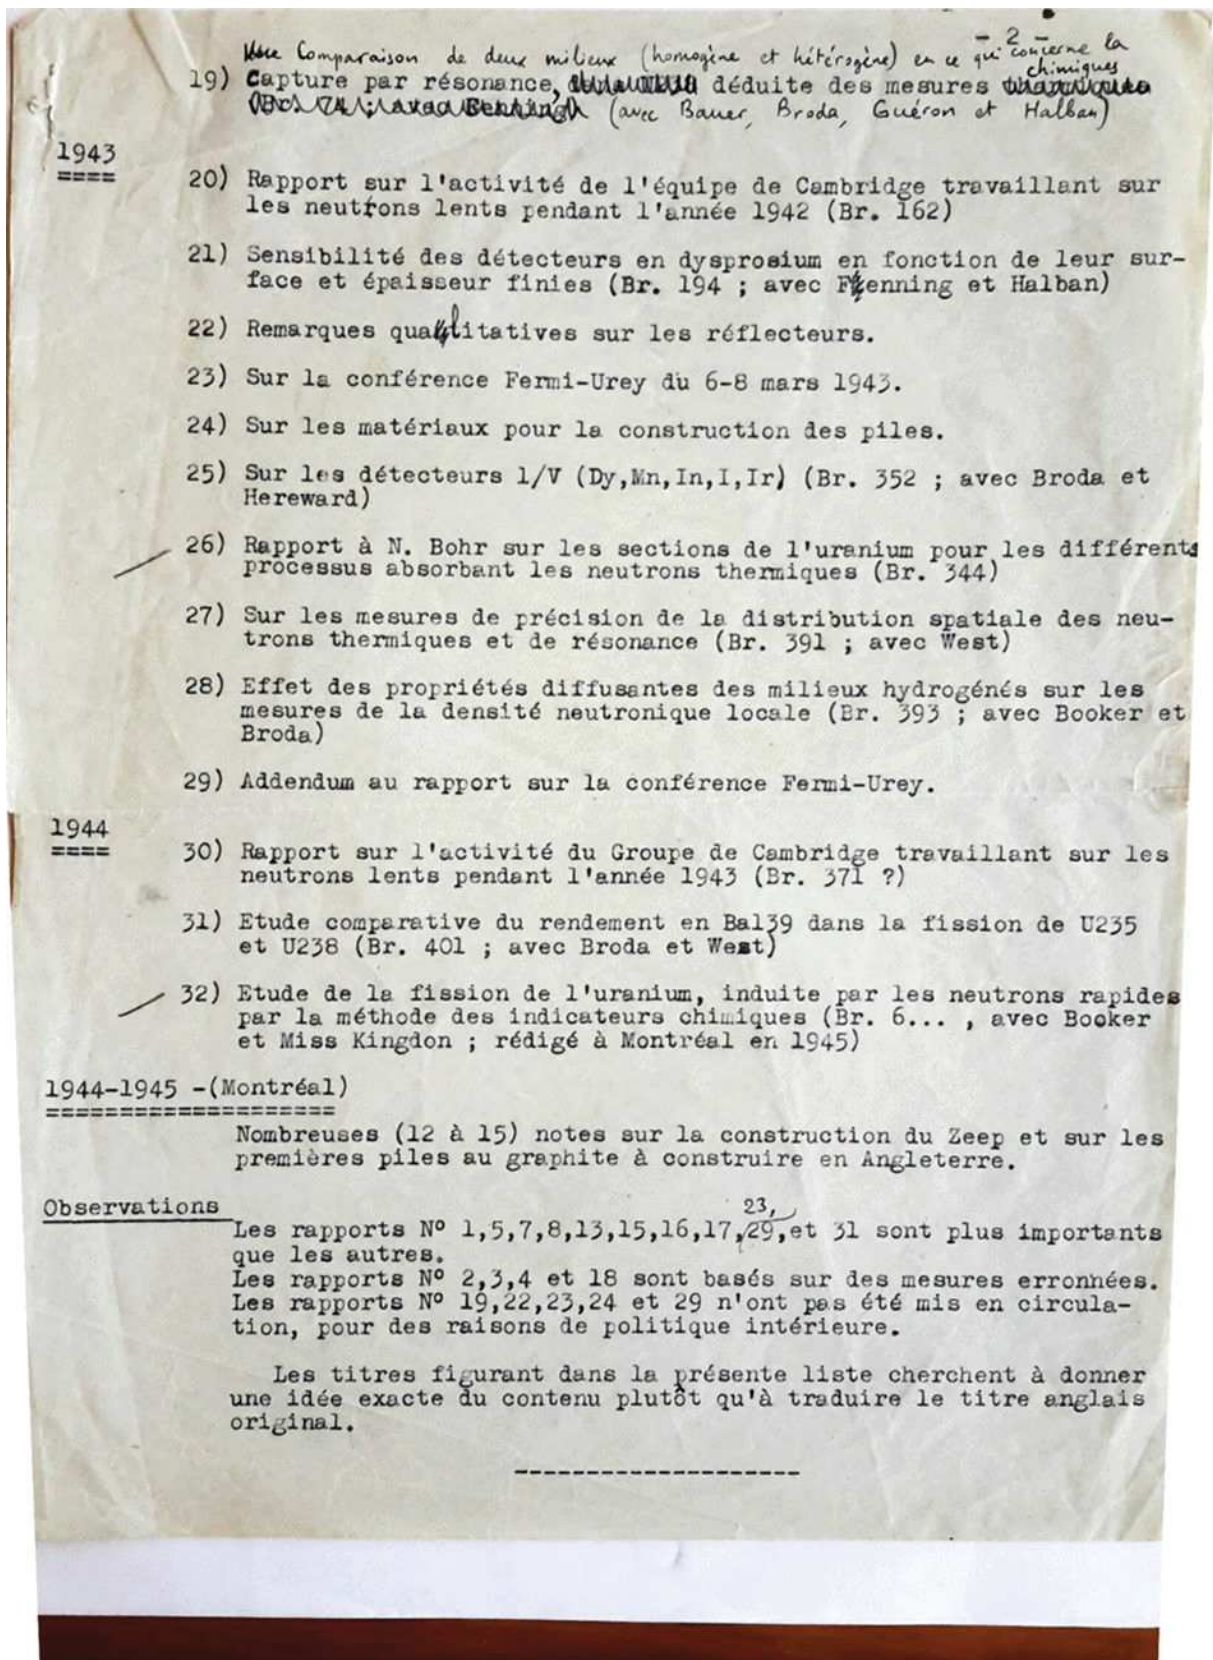 - 2 -
Comparaison de deux milieux (homogène et hétérogène) en ce qui concerne la
19) Capture par résonance, déduite des mesures chimiques
(avec Bauer, Broda, Guéron et Halban)
1943
====
20) Rapport sur l'activité de l'équipe de Cambridge travaillant sur
les neutrons lents pendant l'année 1942 (Br. 162)
21) Sensibilité des détecteurs en dysprosium en fonction de leur sur-
face et épaisseur finies (Br. 194 ; avec Fenning et Halban)
22) Remarques qualitatives sur les réflecteurs.
23) Sur la conférence Fermi-Urey du 6-8 mars 1943.
24) Sur les matériaux pour la construction des piles.
25) Sur les détecteurs 1/V (Dy,Mn,In,I,Ir) (Br. 352 ; avec Broda et
Hereward)
26) Rapport à N. Bohr sur les sections de l'uranium pour les différents
processus absorbant les neutrons thermiques (Br. 344)
27) Sur les mesures de précision de la distribution spatiale des neu-
trons thermiques et de résonance (Br. 391 ; avec West)
28) Effet des propriétés diffusantes des milieux hydrogénés sur les
mesures de la densité neutronique locale (Br. 393 ; avec Booker et
Broda)
29) Addendum au rapport sur la conférence Fermi-Urey.
1944
====
30) Rapport sur l'activité du Groupe de Cambridge travaillant sur les
neutrons lents pendant l'année 1943 (Br. 371 ?)
31) Etude comparative du rendement en Bal39 dans la fission de U235
et U238 (Br. 401 ; avec Broda et West)
32) Etude de la fission de l'uranium, induite par les neutrons rapides
par la méthode des indicateurs chimiques (Br. 6... , avec Booker
et Miss Kingdon ; rédigé à Montréal en 1945)
1944-1945 -(Montréal)
=====================
Nombreuses (12 à 15) notes sur la construction du Zeep et sur les
premières piles au graphite à construire en Angleterre.
Observations
Les rapports Nº 1,5,7,8,13,15,16,17,23,29,et 31 sont plus importants
que les autres.
Les rapports Nº 2,3,4 et 18 sont basés sur des mesures erronnées.
Les rapports Nº 19,22,23,24 et 29 n'ont pas été mis en circula-
tion, pour des raisons de politique intérieure.
Les titres figurant dans la présente liste cherchent à donner
une idée exacte du contenu plutôt qu'à traduire le titre anglais
original.
--------------------